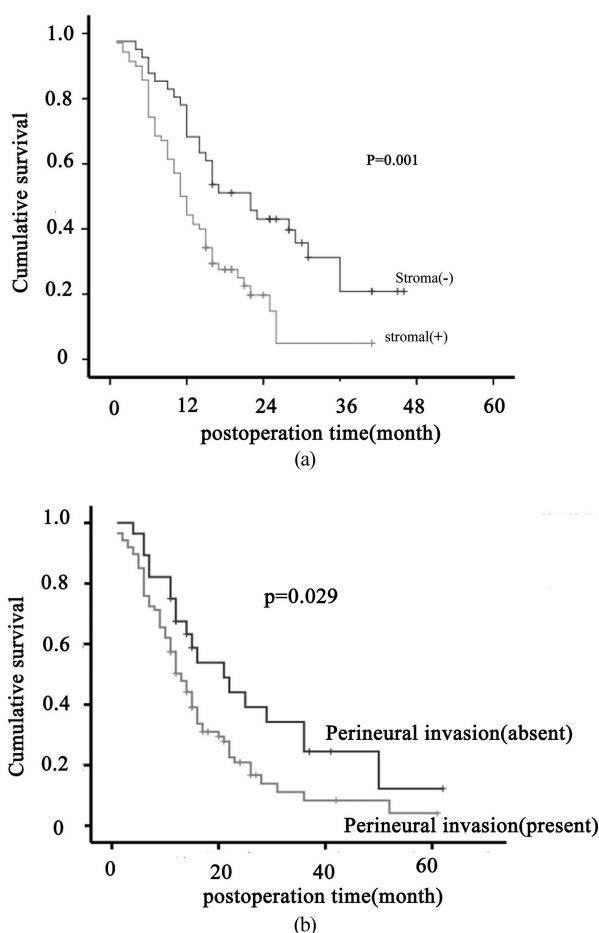 1.0
0.8
0.6
0.4
0.2
0
Cumulative survival
P=0.001
Stroma(-)
stromal(+)
0 12 24 36 48 60
postoperation time(month)
(a)
1.0
0.8
0.6
0.4
0.2
0
Cumulative survival
p=0.029
Perineural invasion(absent)
Perineural invasion(present)
0 20 40 60
postoperation time(month)
(b)